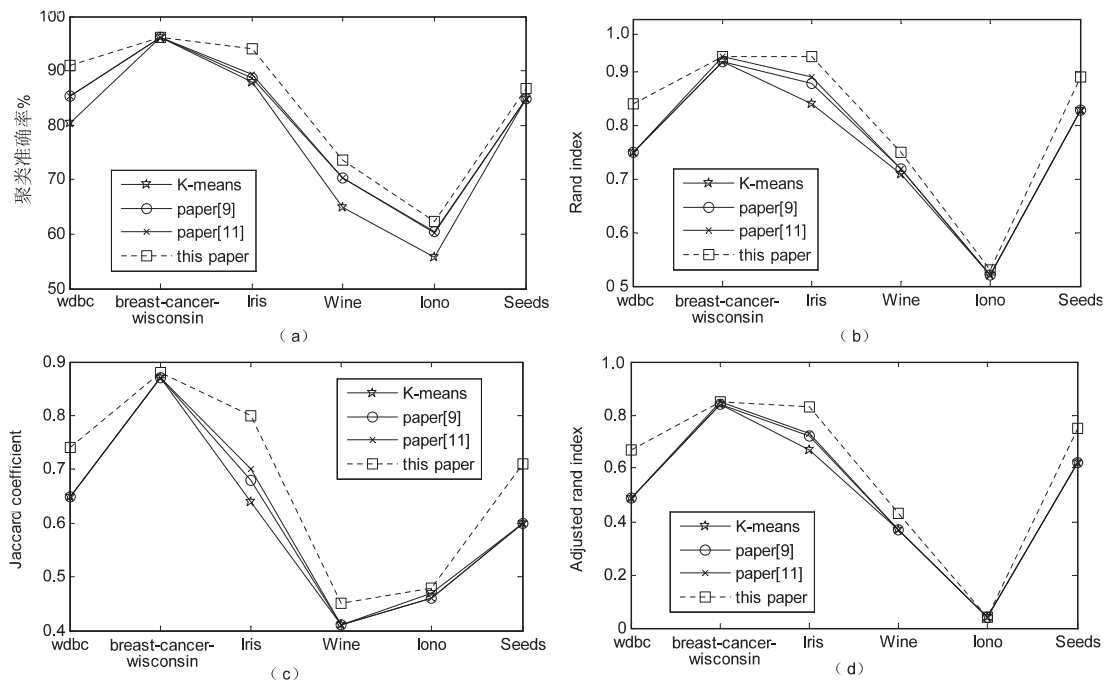 100
90
80
70
60
50
聚类准确率%
K-means
paper[9]
paper[11]
this paper
wdbc
breast-cancer-
wisconsin
Iris
Wine
Iono
Seeds
（a）
1.0
0.9
0.8
0.7
0.6
0.5
Rand index
K-means
paper[9]
paper[11]
this paper
wdbc
breast-cancer-
wisconsin
Iris
Wine
Iono
Seeds
（b）
0.9
0.8
0.7
0.6
0.5
0.4
Jaccard coefficient
K-means
paper[9]
paper[11]
this paper
wdbc
breast-cancer-
wisconsin
Iris
Wine
Iono
Seeds
（c）
1.0
0.8
0.6
0.4
0.2
0
Adjusted rand index
K-means
paper[9]
paper[11]
this paper
wdbc
breast-cancer-
wisconsin
Iris
Wine
Iono
Seeds
（d）